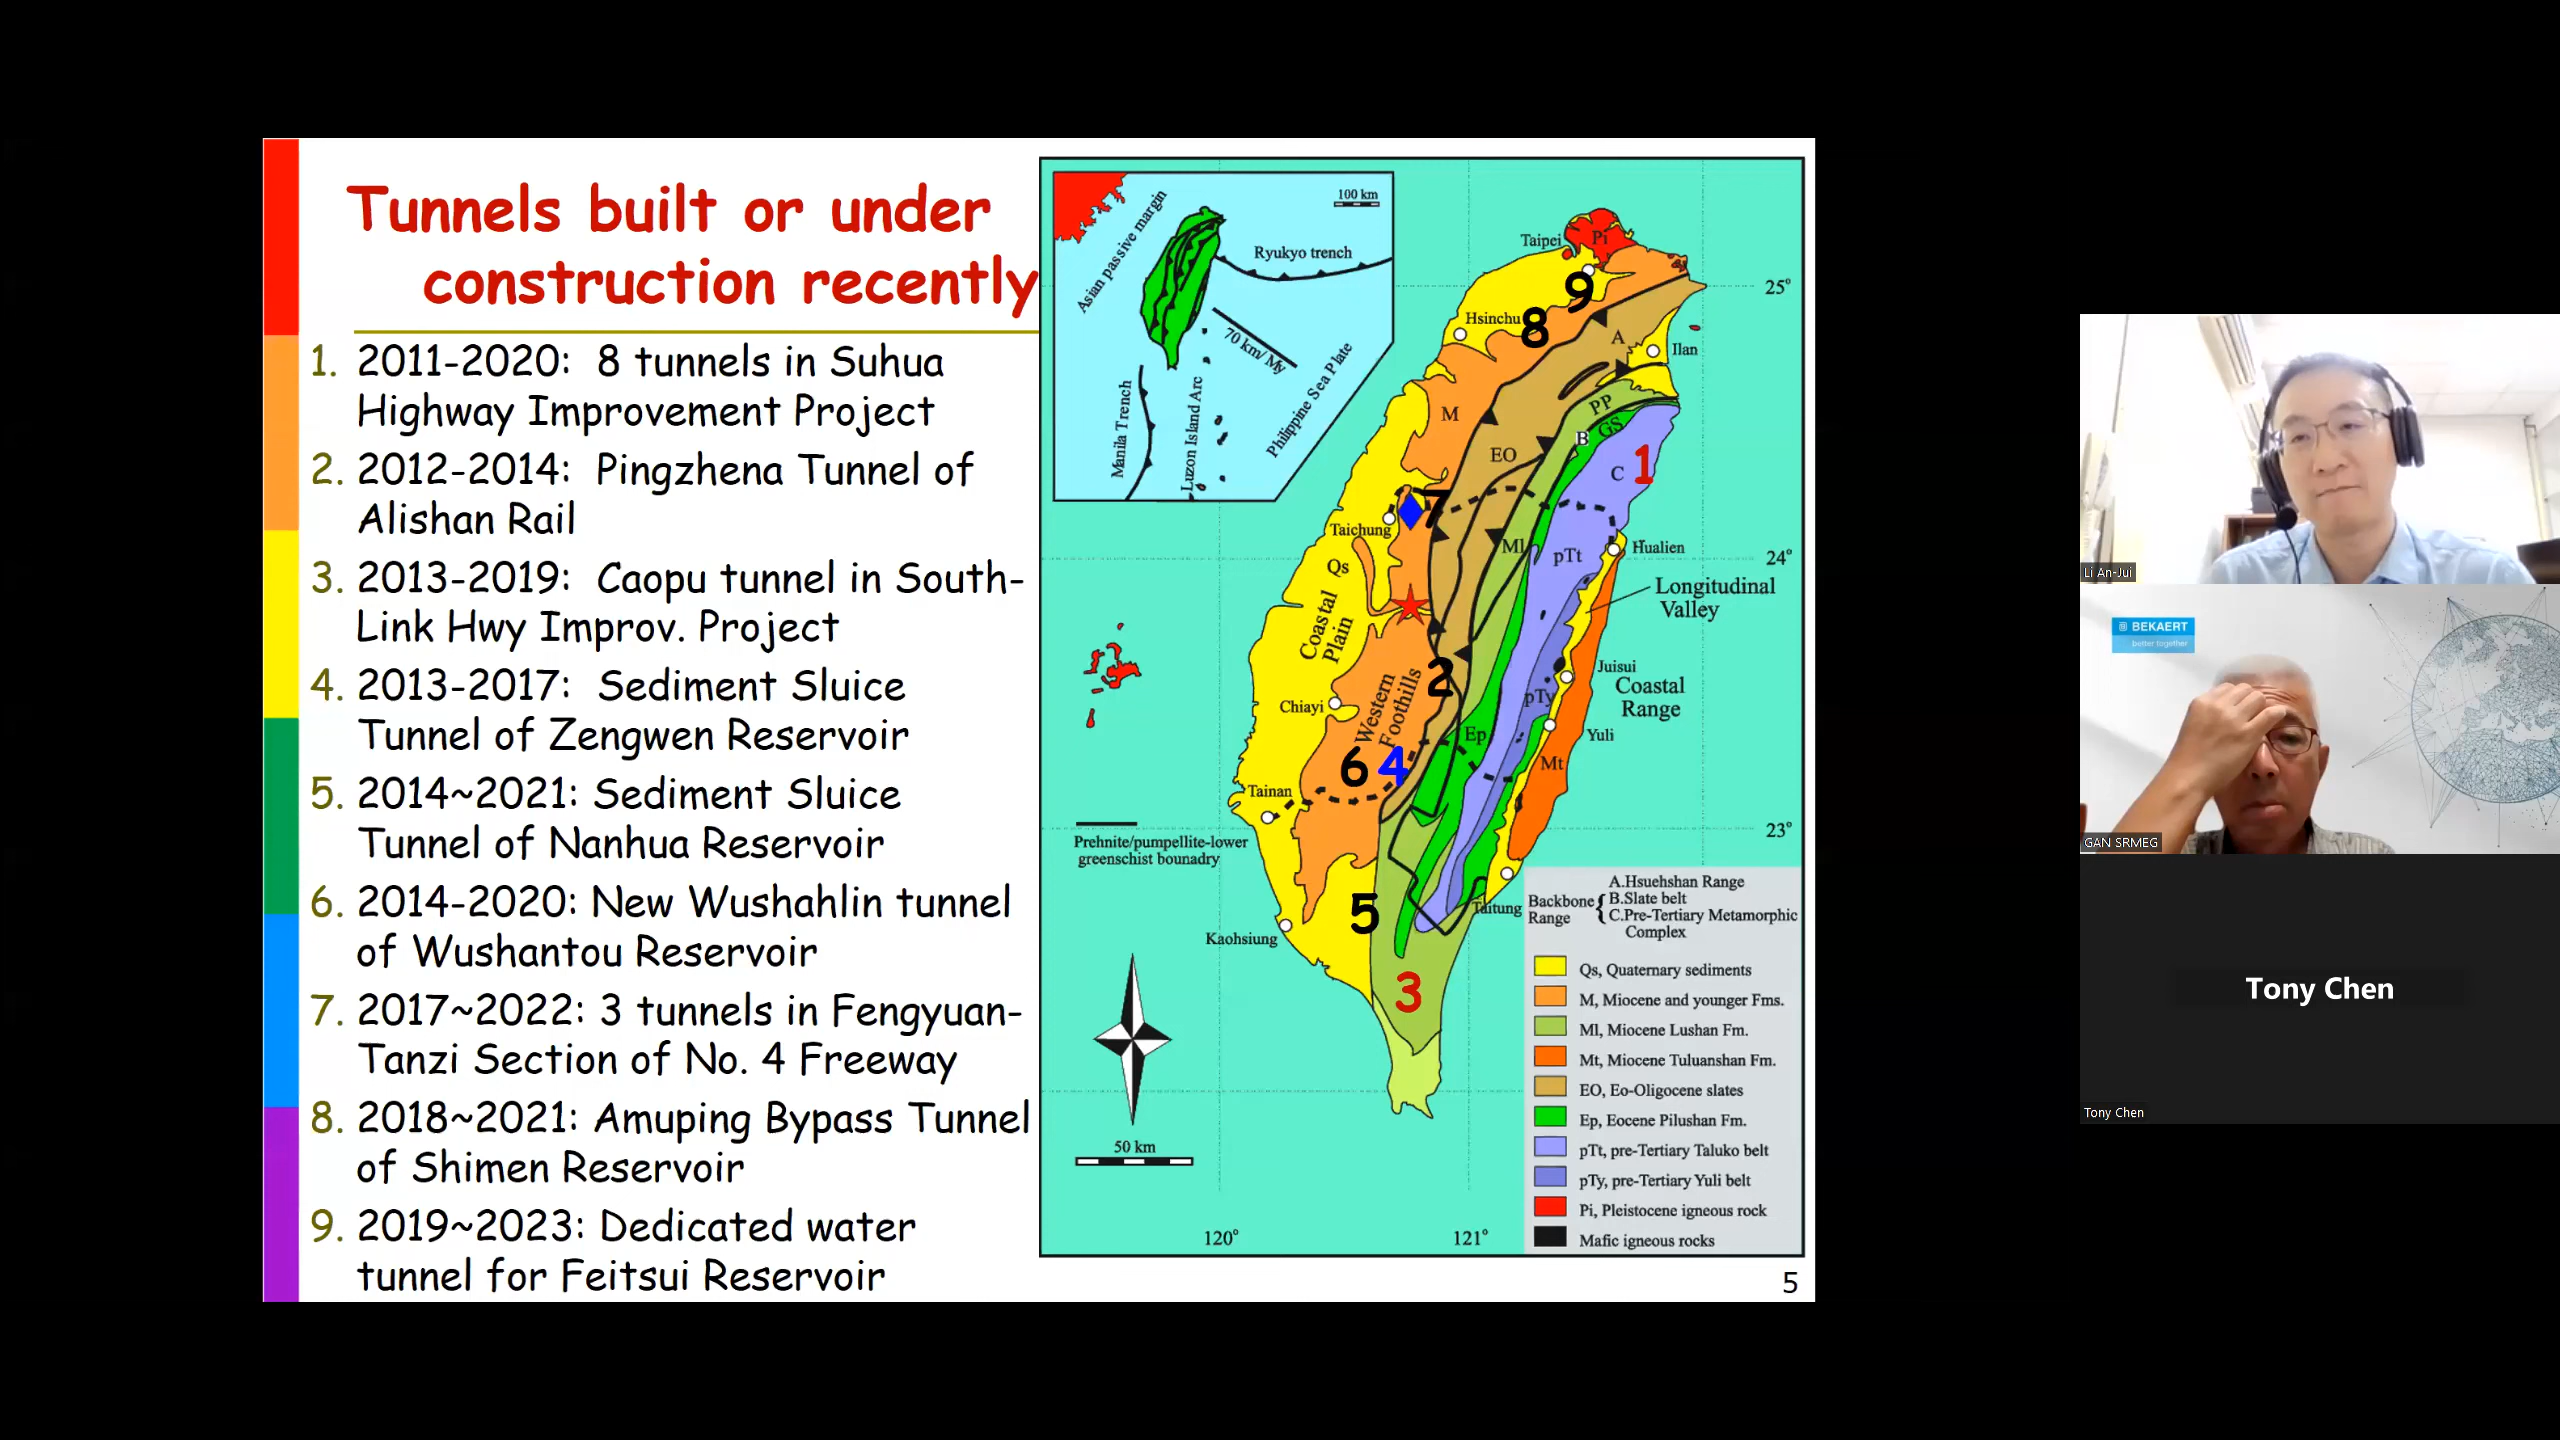 Tunnels built or under
construction recently
1. 2011-2020: 8 tunnels in Suhua
Highway Improvement Project
2. 2012-2014: Pingzhena Tunnel of
Alishan Rail
3. 2013-2019: Caopu tunnel in South-
Link Hwy Improv. Project
4. 2013-2017: Sediment Sluice
Tunnel of Zengwen Reservoir
5. 2014~2021: Sediment Sluice
Tunnel of Nanhua Reservoir
6. 2014-2020: New Wushahlin tunnel
of Wushantou Reservoir
7. 2017~2022: 3 tunnels in Fengyuan-
Tanzi Section of No. 4 Freeway
8. 2018~2021: Amuping Bypass Tunnel
of Shimen Reservoir
9. 2019~2023: Dedicated water
tunnel for Feitsui Reservoir
100 km
Asian passive margin
Ryukyo trench
70 km/My
Manila Trench
Luzon Island Arc
Philippine Sea Plate
Taipei
Pi
25°
9
Hsinchu
8
A
Ilan
M
PP
GS
B
EO
C
1
7
Taichung
Ml
pTt
Hualien
24°
Qs
Longitudinal
Valley
Coastal
Plain
2
Juisui
pTy
Coastal
Range
Chiayi
Western
Foothills
Ep
Yuli
6
4
Mt
Tainan
23°
Prehnite/pumpellite-lower
greenschist bounadry
5
Taitung
Kaohsiung
3
50 km
120°
121°
Backbone
Range
A.Hsuehshan Range
B.Slate belt
C.Pre-Tertiary Metamorphic
Complex
Qs, Quaternary sediments
M, Miocene and younger Fms.
Ml, Miocene Lushan Fm.
Mt, Miocene Tuluanshan Fm.
EO, Eo-Oligocene slates
Ep, Eocene Pilushan Fm.
pTt, pre-Tertiary Taluko belt
pTy, pre-Tertiary Yuli belt
Pi, Pleistocene igneous rock
Mafic igneous rocks
5
Li An-Jui
BEKAERT
better together
GAN SRMEG
Tony Chen
Tony Chen